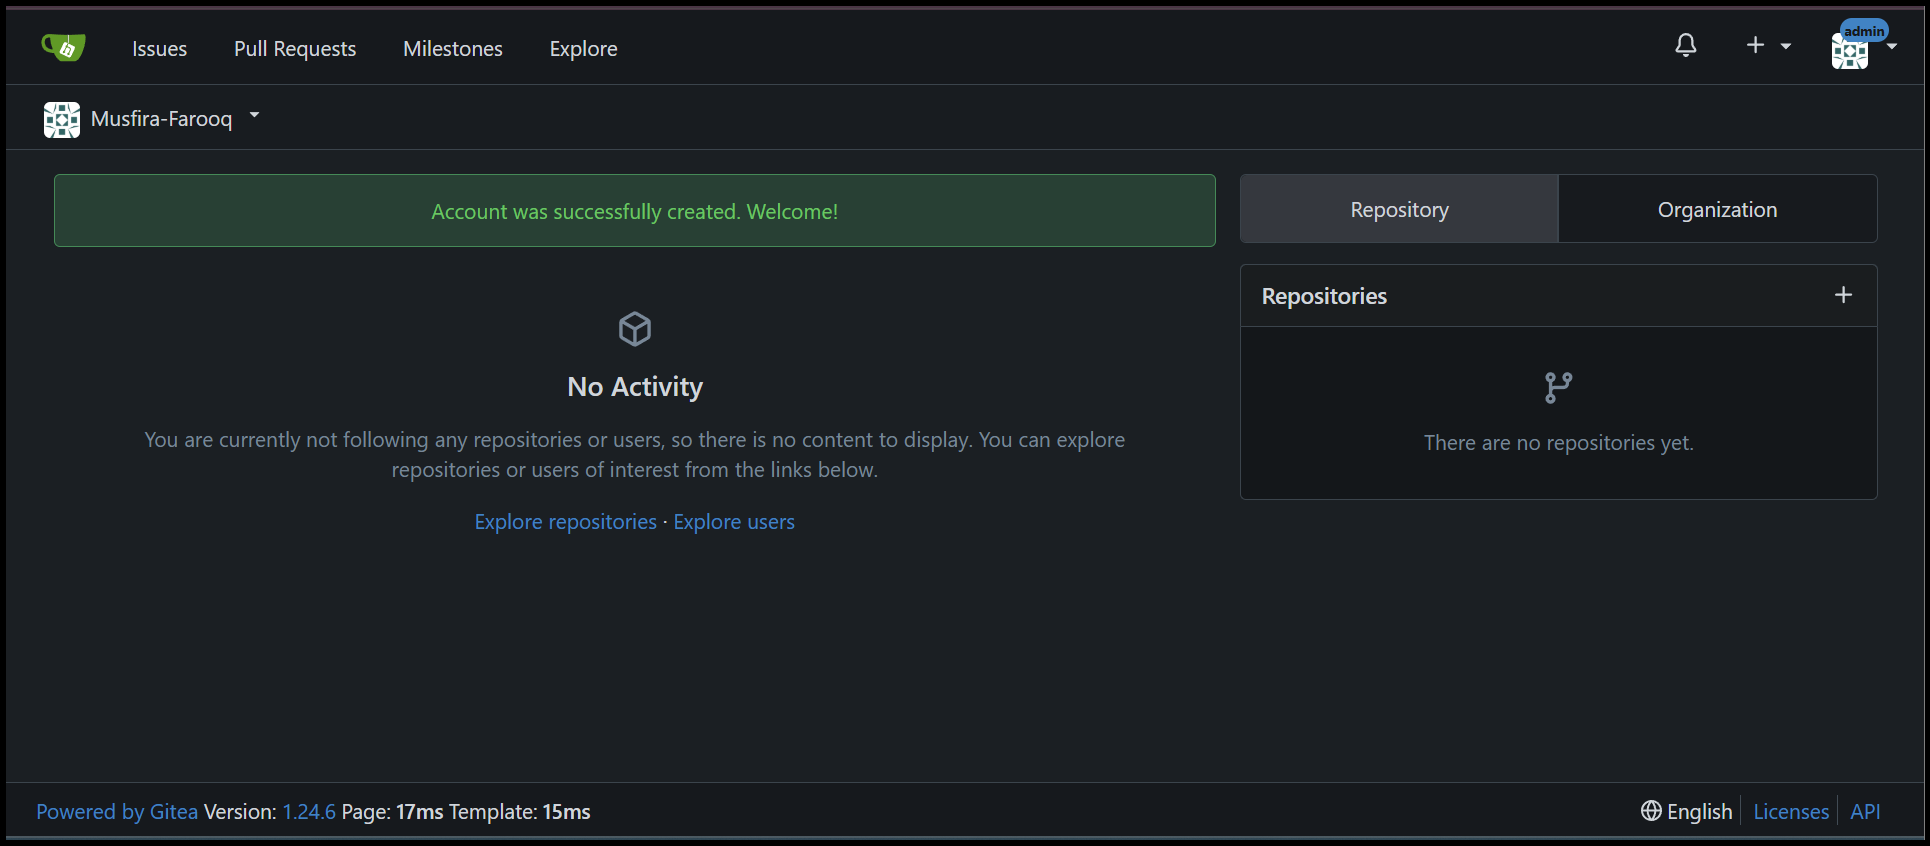 Issues Pull Requests Milestones Explore
admin
Musfira-Farooq
Account was successfully created. Welcome!
No Activity
You are currently not following any repositories or users, so there is no content to display. You can explore
repositories or users of interest from the links below.
Explore repositories · Explore users
Repository Organization
Repositories
There are no repositories yet.
Powered by Gitea Version: 1.24.6 Page: 17ms Template: 15ms
English Licenses API